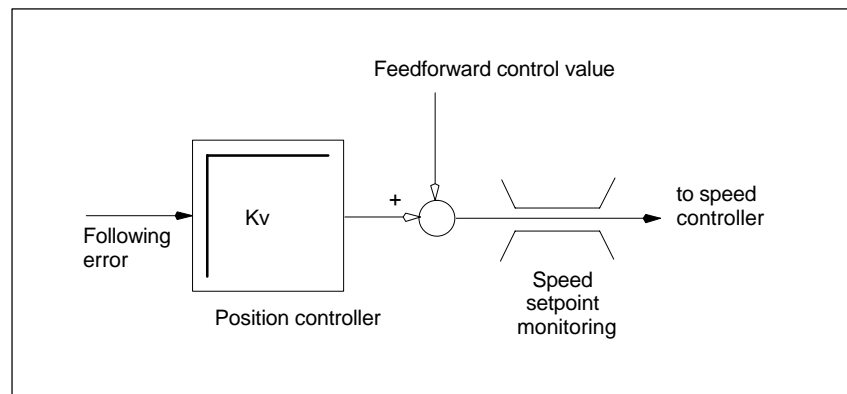 Feedforward control value
+
Kv
to speed
controller
Following
error
Speed
setpoint
monitoring
Position controller